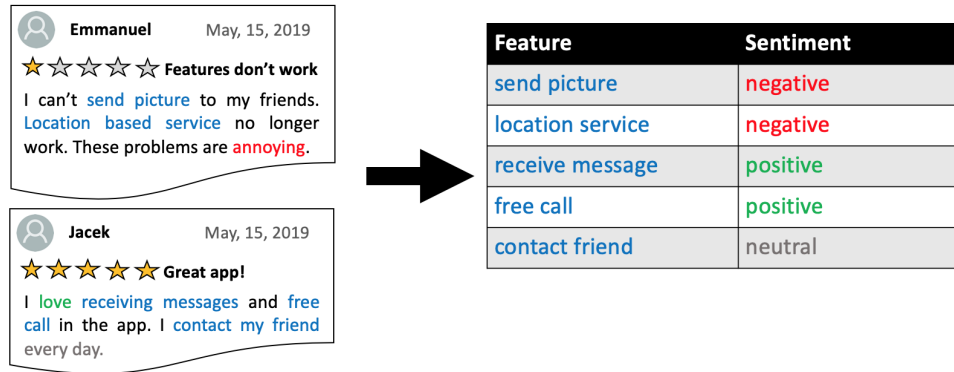 Emmanuel May, 15, 2019
Features don't work
I can't send picture to my friends.
Location based service no longer
work. These problems are annoying.
Jacek May, 15, 2019
Great app!
I love receiving messages and free
call in the app. I contact my friend
every day.
Feature Sentiment
send picture negative
location service negative
receive message positive
free call positive
contact friend neutral